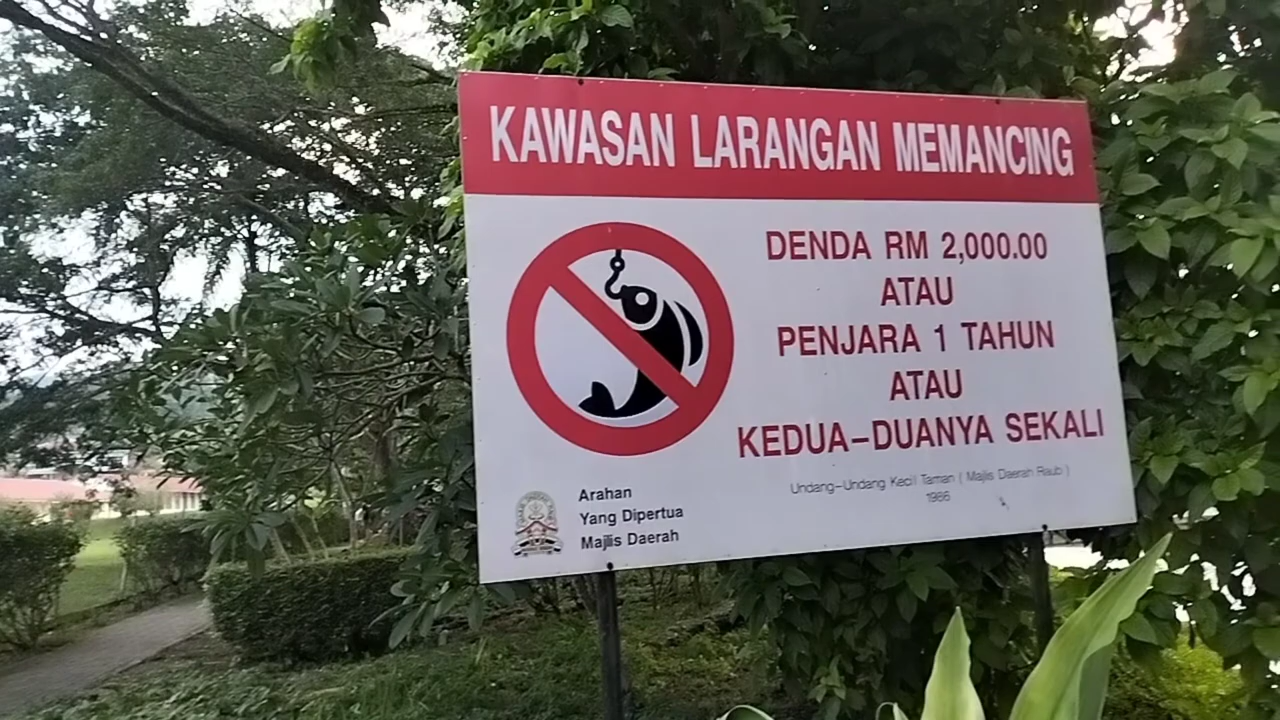 KAWASAN LARANGAN MEMANCING
DENDA RM 2,000.00
ATAU
PENJARA 1 TAHUN
ATAU
KEDUA-DUANYA SEKALI
Undang-Undang Kecil Taman ( Majlis Daerah Raub )
1986
Arahan
Yang Dipertua
Majlis Daerah